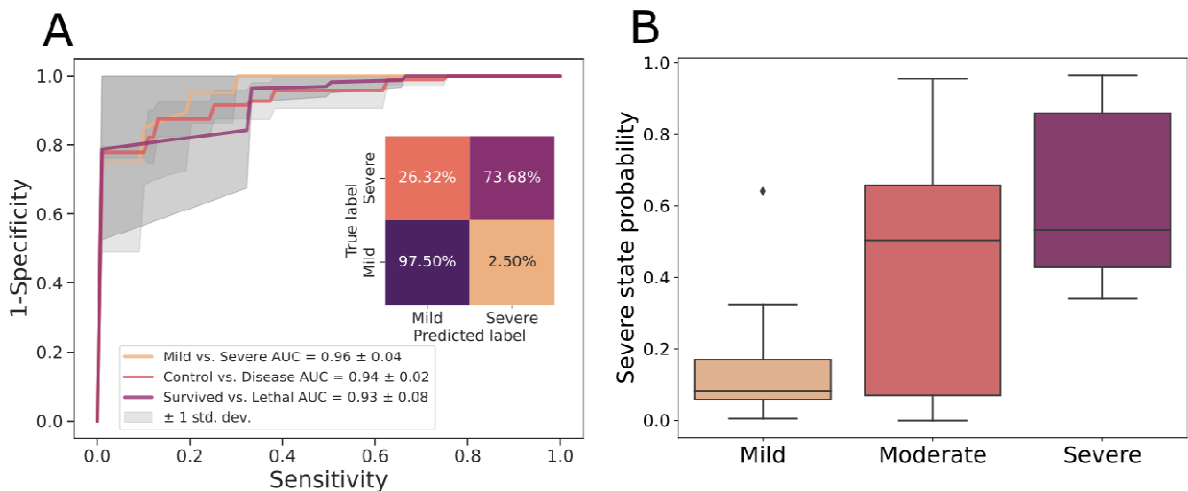 A
1-Specificity
1.0
0.8
0.6
0.4
0.2
0.0
0.0 0.2 0.4 0.6 0.8 1.0
Sensitivity
True label
Severe
Mild
26.32% 73.68%
97.50% 2.50%
Mild Severe
Predicted label
Mild vs. Severe AUC = 0.96 ± 0.04
Control vs. Disease AUC = 0.94 ± 0.02
Survived vs. Lethal AUC = 0.93 ± 0.08
± 1 std. dev.
B
Severe state probability
1.0
0.8
0.6
0.4
0.2
0.0
Mild Moderate Severe